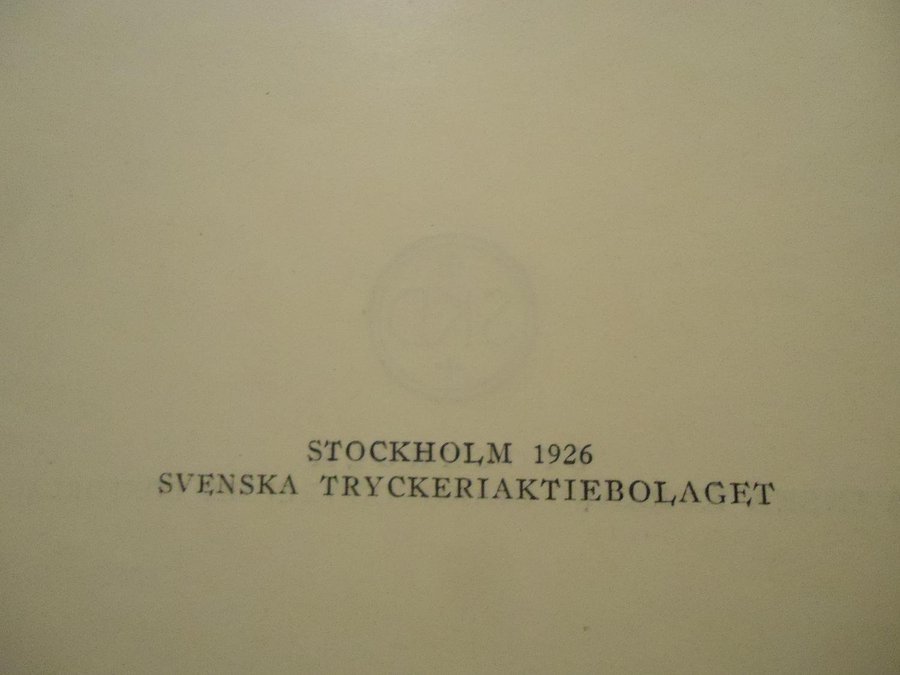 STOCKHOLM 1926
SVENSKA TRYCKERIAKTIEBOLAGET